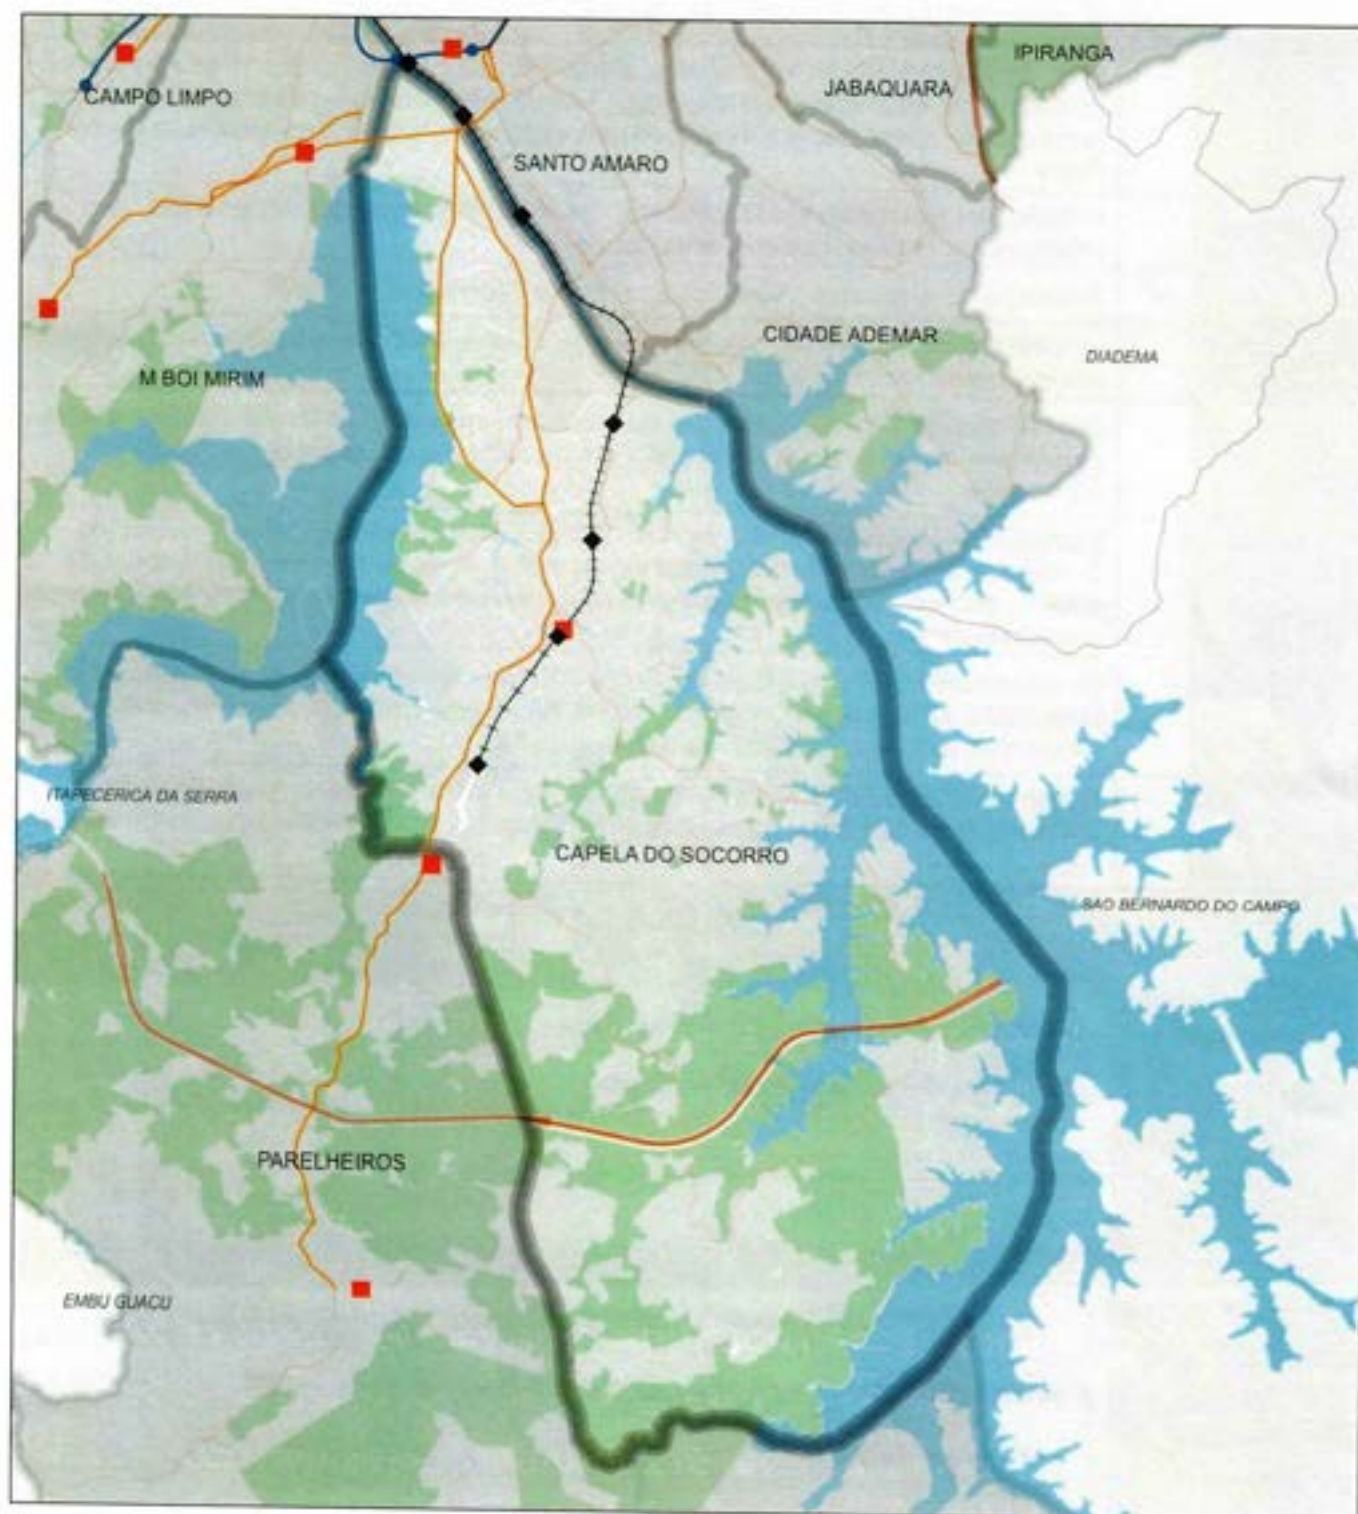 IPIRANGA
JABAQUARA
CAMPO LIMPO
SANTO AMARO
CIDADE ADEMAR
DIADEMA
M BOI MIRIM
ITAPECERICA DA SERRA
CAPELA DO SOCORRO
SAO BERNARDO DO CAMPO
PARELHEIROS
EMBU GUACU